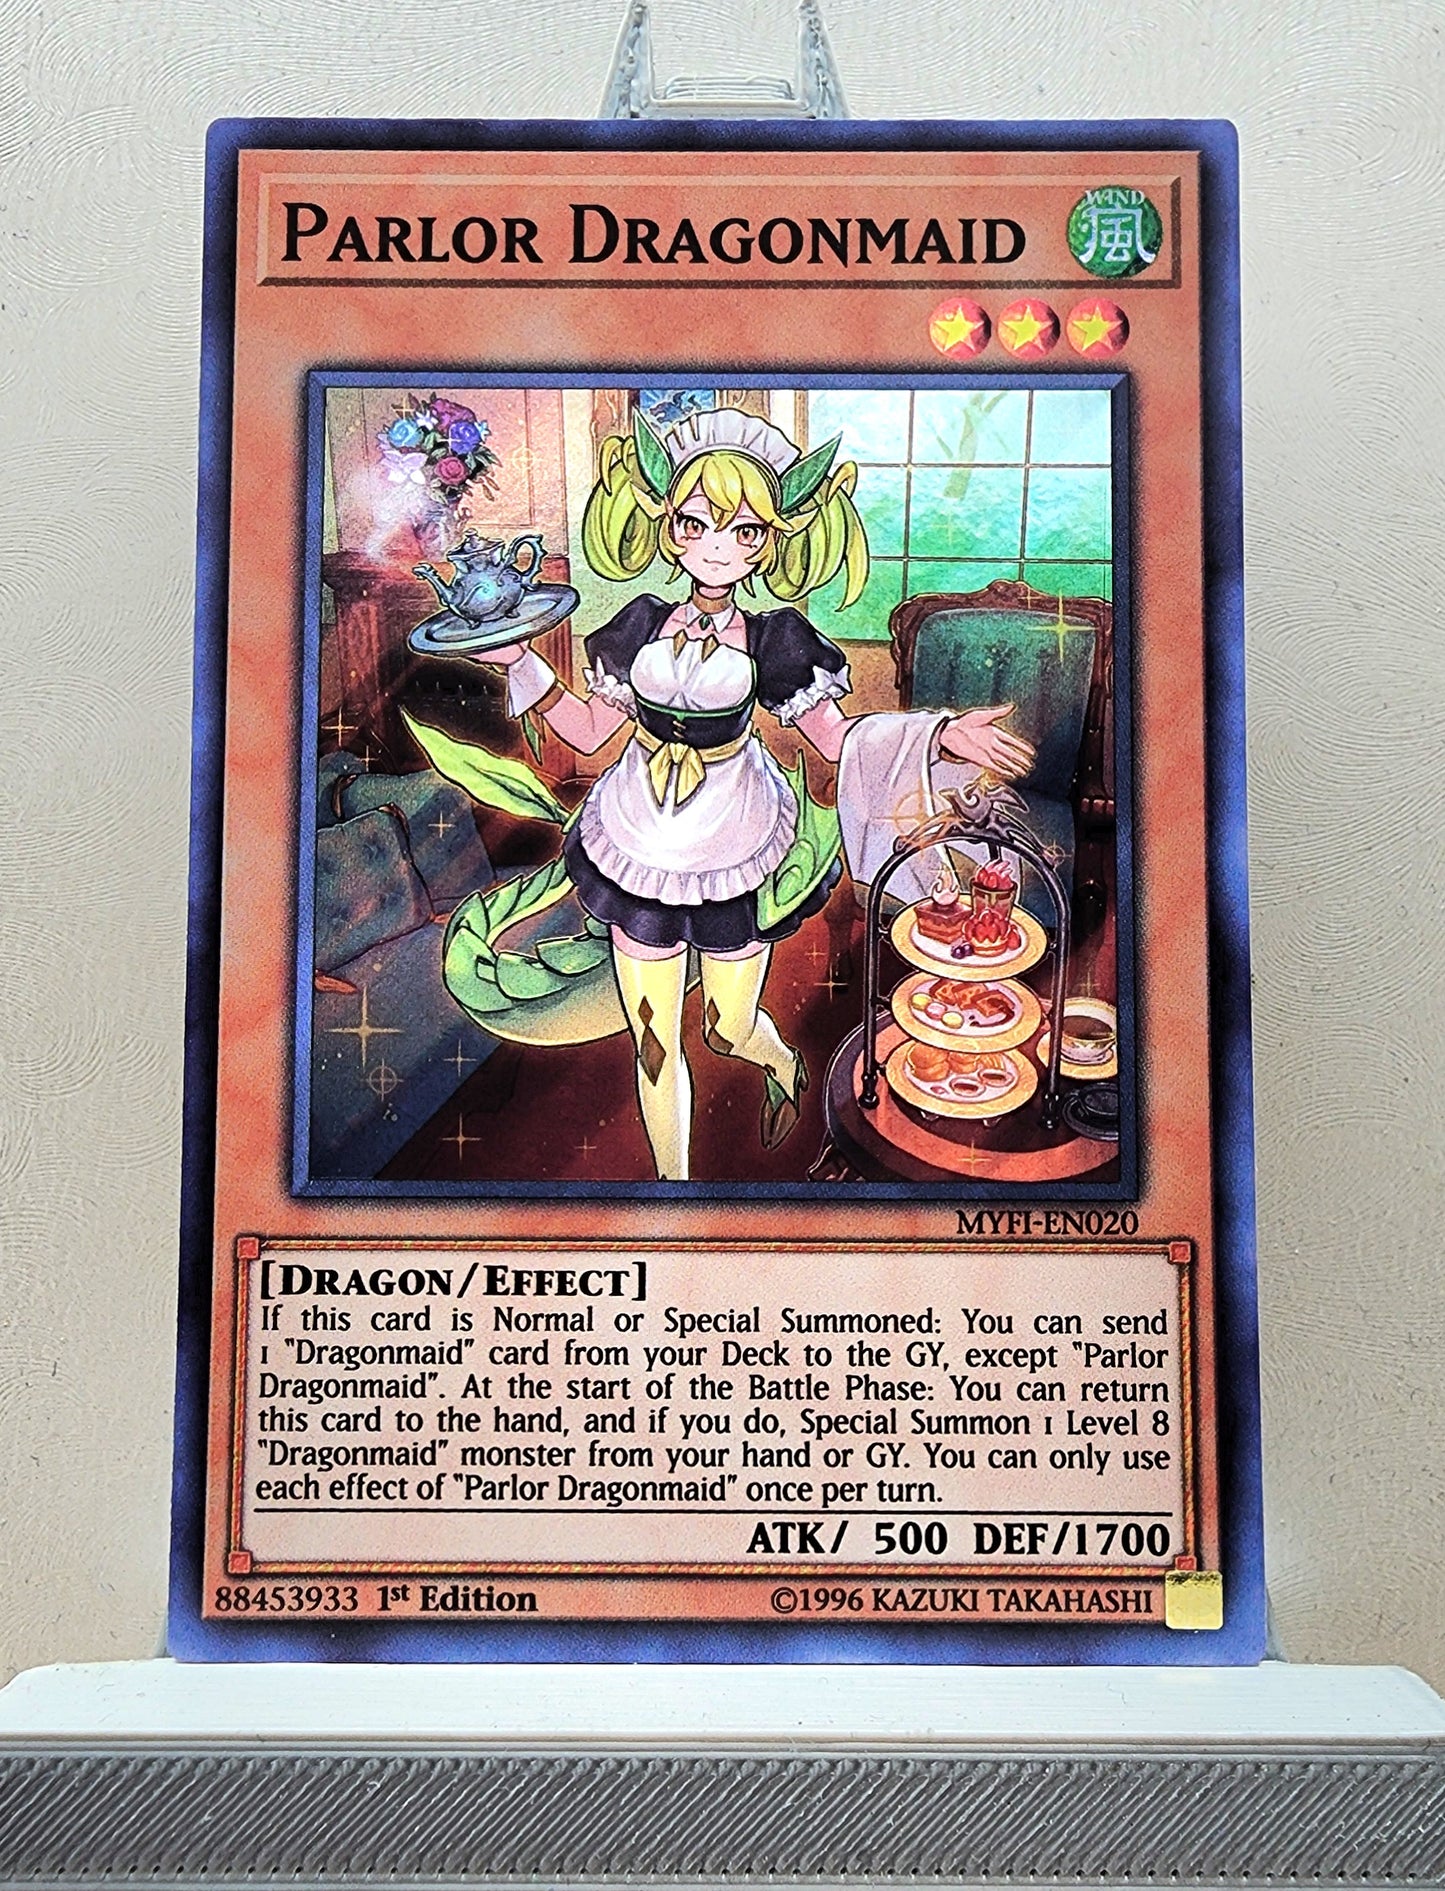 PARLOR DRAGONMAID
WIND
風
MYFI-EN020
[DRAGON/EFFECT]
If this card is Normal or Special Summoned: You can send
1 "Dragonmaid" card from your Deck to the GY, except "Parlor
Dragonmaid". At the start of the Battle Phase: You can return
this card to the hand, and if you do, Special Summon 1 Level 8
"Dragonmaid" monster from your hand or GY. You can only use
each effect of "Parlor Dragonmaid" once per turn.
ATK/ 500 DEF/1700
88453933 1st Edition ©1996 KAZUKI TAKAHASHI